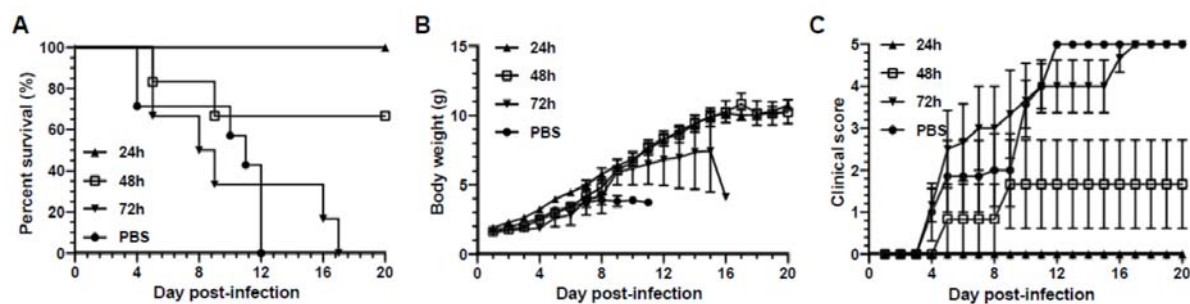 A
Percent survival (%)
100
80
60
40
20
0
24h
48h
72h
PBS
0 4 8 12 16 20
Day post-infection
B
Body weight (g)
15
10
5
0
24h
48h
72h
PBS
0 4 8 12 16 20
Day post-infection
C
Clinical score
5
4
3
2
1
0
24h
48h
72h
PBS
0 4 8 12 16 20
Day post-infection